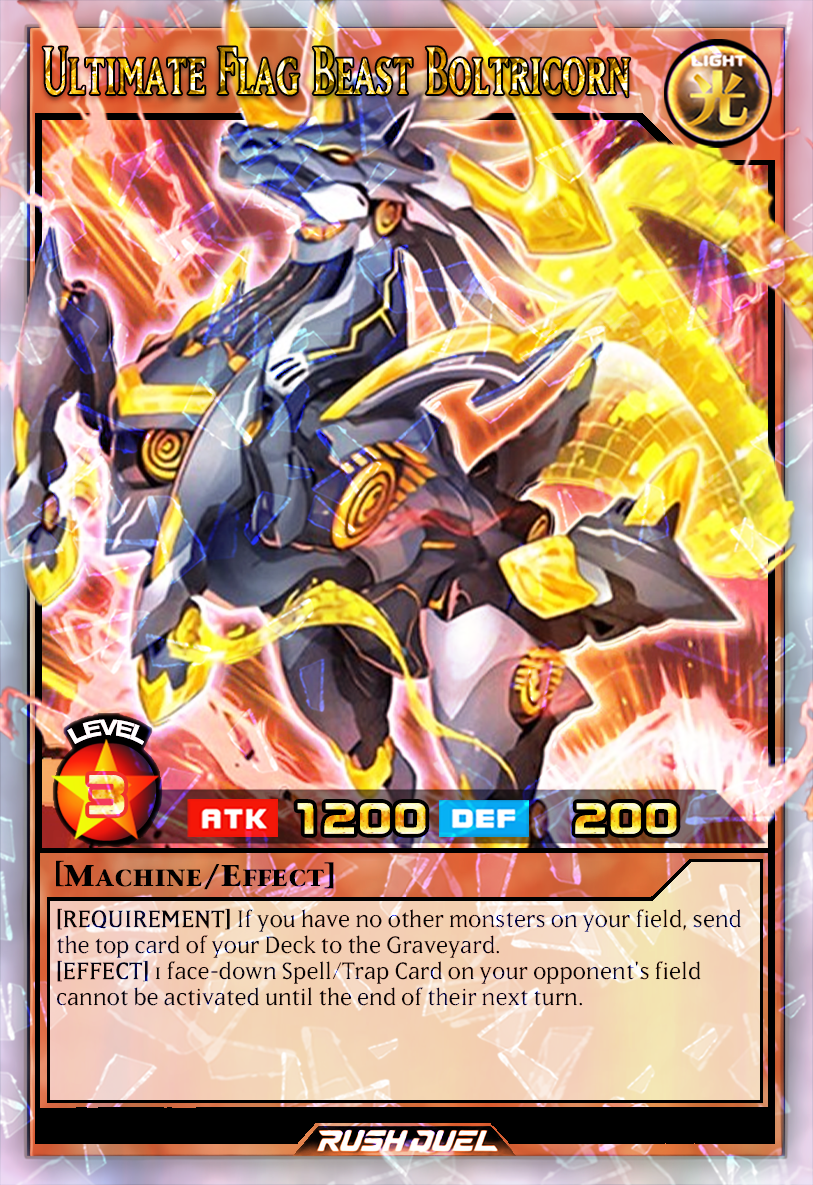 Ultimate Flag Beast Boltricorn
LIGHT
光
LEVEL
3
ATK 1200 DEF 200
[Machine/Effect]
[REQUIREMENT] If you have no other monsters on your field, send
the top card of your Deck to the Graveyard.
[EFFECT] 1 face-down Spell/Trap Card on your opponent's field
cannot be activated until the end of their next turn.
RUSH DUEL